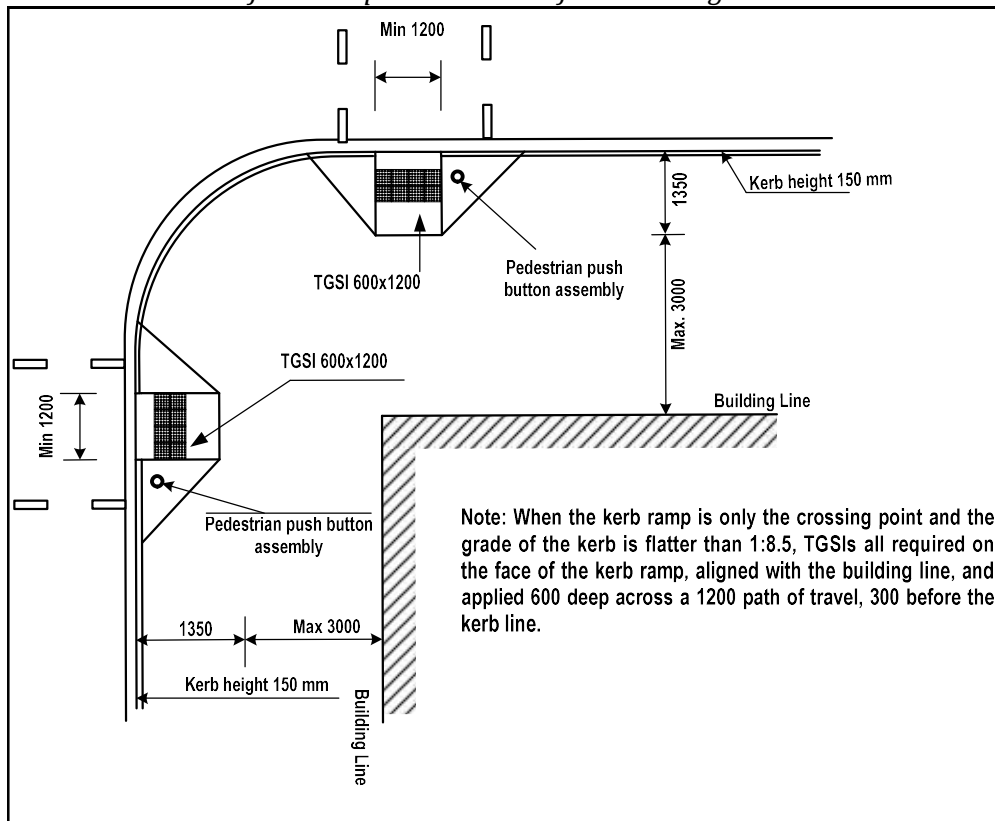 Min 1200
Kerb height 150 mm
1350
TGSI 600x1200
Pedestrian push
button assembly
Max. 3000
TGSI 600x1200
Building Line
Min 1200
Pedestrian push button
assembly
Note: When the kerb ramp is only the crossing point and the
grade of the kerb is flatter than 1:8.5, TGSIs all required on
the face of the kerb ramp, aligned with the building line, and
applied 600 deep across a 1200 path of travel, 300 before the
kerb line.
1350
Max 3000
Kerb height 150 mm
Building Line